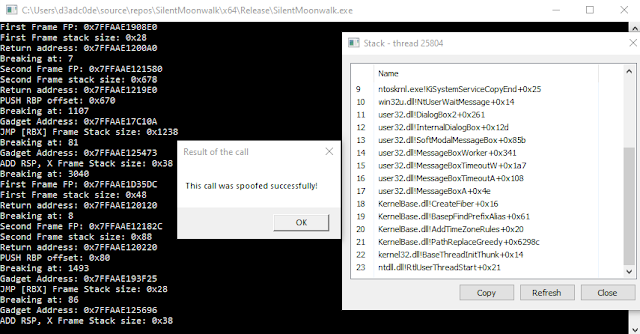 C:\Users\d3adc0de\source\repos\SilentMoonwalk\x64\Release\SilentMoonwalk.exe
First Frame FP: 0x7FFAAE1908E0
First Frame stack size: 0x28
Return address: 0x7FFAAE1200A0
Breaking at: 7
Second Frame FP: 0x7FFAAE121580
Second Frame stack size: 0x678
Return address: 0x7FFAAE1219E0
PUSH RBP offset: 0x670
Breaking at: 1107
Gadget Address: 0x7FFAAE17C10A
JMP [RBX] Frame Stack size: 0x1238
Breaking at: 81
Gadget Address: 0x7FFAAE125473
ADD RSP, X Frame Stack size: 0x38
Breaking at: 3040
First Frame FP: 0x7FFAAE1D35DC
First Frame stack size: 0x48
Return address: 0x7FFAAE120120
Breaking at: 8
Second Frame FP: 0x7FFAAE12182C
Second Frame stack size: 0x88
Return address: 0x7FFAAE120220
PUSH RBP offset: 0x80
Breaking at: 1493
Gadget Address: 0x7FFAAE193F25
JMP [RBX] Frame Stack size: 0x28
Breaking at: 86
Gadget Address: 0x7FFAAE125696
ADD RSP, X Frame Stack size: 0x38
Result of the call
This call was spoofed successfully!
OK
Stack - thread 25804
Name
9 ntoskrnl.exe!KiSystemServiceCopyEnd+0x25
10 win32u.dll!NtUserWaitMessage+0x14
11 user32.dll!DialogBox2+0x261
12 user32.dll!InternalDialogBox+0x12d
13 user32.dll!SoftModalMessageBox+0x85b
14 user32.dll!MessageBoxWorker+0x341
15 user32.dll!MessageBoxTimeoutW+0x1a7
16 user32.dll!MessageBoxTimeoutA+0x108
17 user32.dll!MessageBoxA+0x4e
18 KernelBase.dll!CreateFiber+0x16
19 KernelBase.dll!BasepFindPrefixAlias+0x61
20 KernelBase.dll!AddTimeZoneRules+0x20
21 KernelBase.dll!PathReplaceGreedy+0x6298c
22 kernel32.dll!BaseThreadInitThunk+0x14
23 ntdll.dll!RtlUserThreadStart+0x21
Copy
Refresh
Close